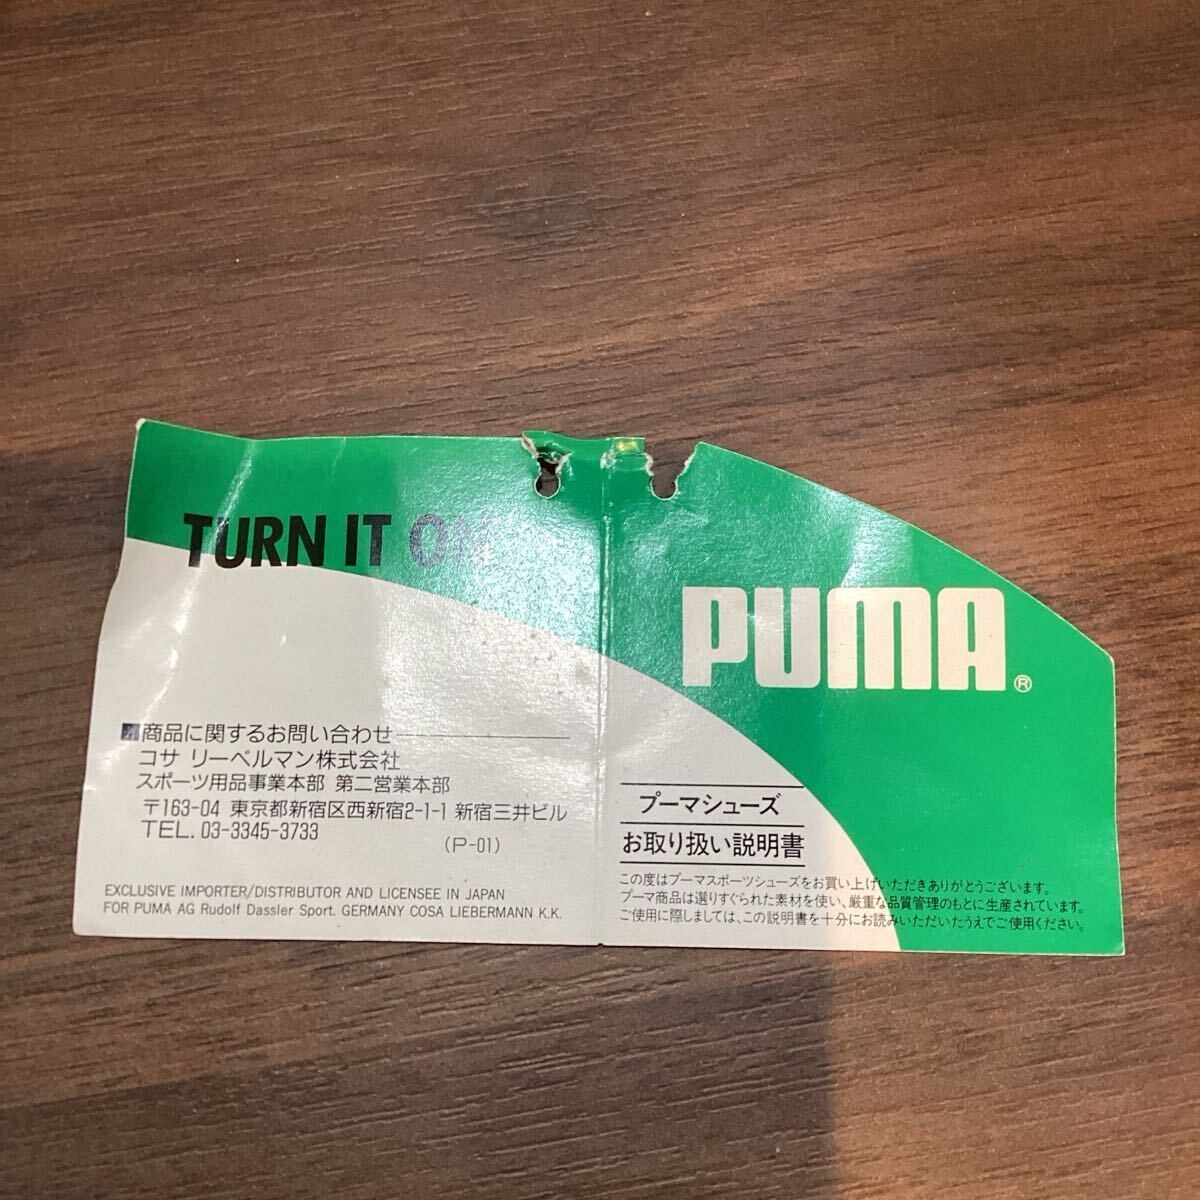 TURN IT ON
■商品に関するお問い合わせ
コサ リーベルマン株式会社
スポーツ用品事業本部 第二営業本部
〒163-04 東京都新宿区西新宿2-1-1 新宿三井ビル
TEL. 03-3345-3733
(P-01)
EXCLUSIVE IMPORTER/DISTRIBUTOR AND LICENSEE IN JAPAN
FOR PUMA AG Rudolf Dassler Sport. GERMANY COSA LIEBERMANN K.K.
PUMA®
プーマシューズ
お取り扱い説明書
この度はプーマスポーツシューズをお買い上げいただきありがとうございます。
プーマ商品は選りすぐられた素材を使い、厳重な品質管理のもとに生産されています。
ご使用に際しましては、この説明書を十分にお読みいただいたうえでご使用ください。